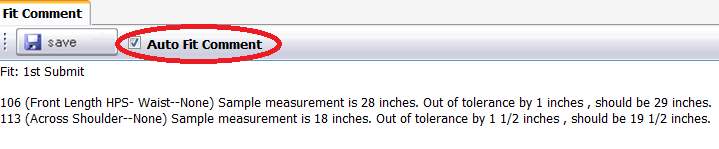 Fit Comment
save Auto Fit Comment
Fit: 1st Submit
106 (Front Length HPS- Waist--None) Sample measurement is 28 inches. Out of tolerance by 1 inches , should be 29 inches.
113 (Across Shoulder--None) Sample measurement is 18 inches. Out of tolerance by 1 1/2 inches , should be 19 1/2 inches.